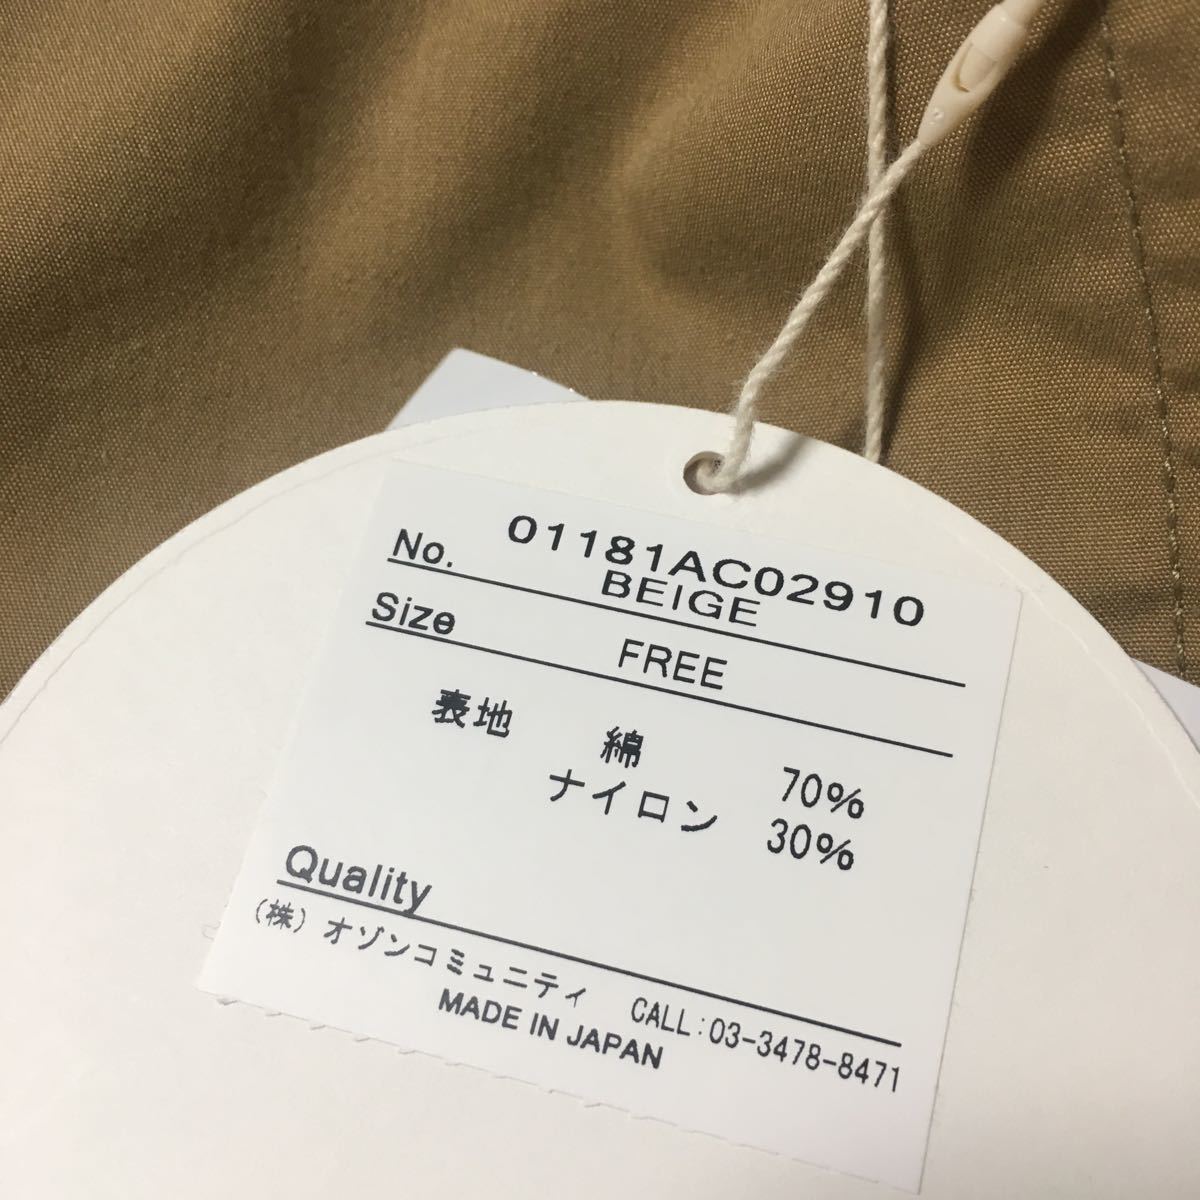 No. 01181AC02910
BEIGE
Size FREE
表地 綿 70%
ナイロン 30%
Quality
(株)オゾンコミュニティ CALL:03-3478-8471
MADE IN JAPAN